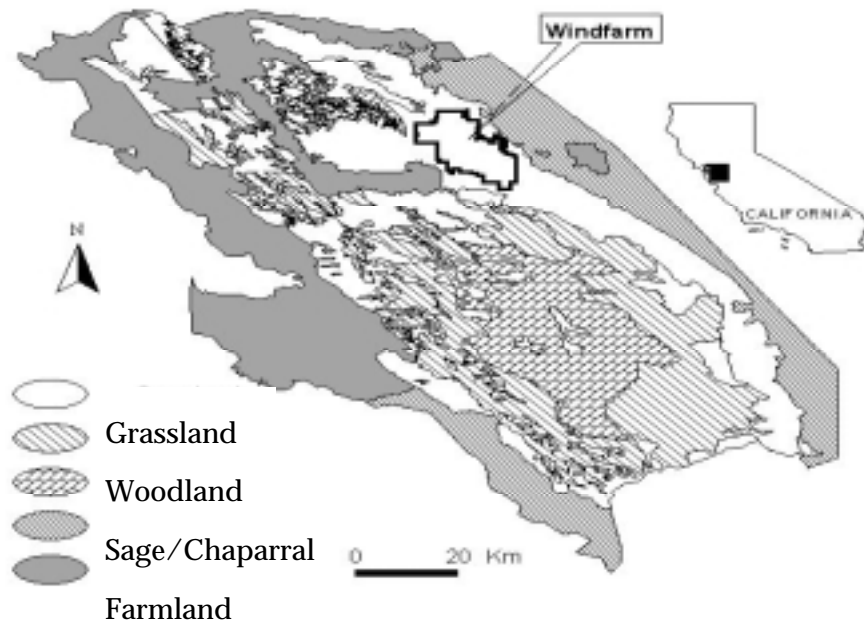 Windfarm
CALIFORNIA
N
Grassland
Woodland
Sage/Chaparral
0 20 Km
Farmland